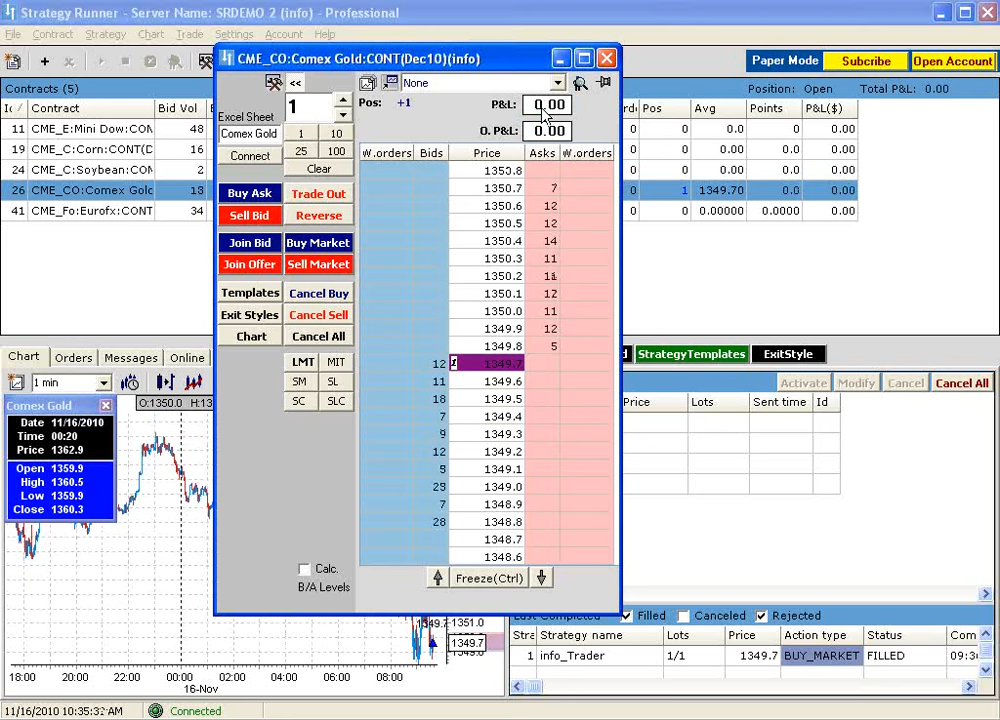 Strategy Runner - Server Name: SRDEMO 2 (info) - Professional
File Contract Strategy Chart Trade Settings Account Help
Paper Mode Subcribe Open Account
Contracts (5) Position: Open Total P&L: 0.00
Contract Bid Vol Pos Avg Points P&L($)
11 CME_E:Mini Dow:CON 48 0 0.0 0.0 0.0
19 CME_C:Corn:CONT(D 16 0 0.0 0.0 0.0
24 CME_C:Soybean:CON 2 0 0.0 0.0 0.0
26 CME_CO:Comex Gold 13 1 1349.70 0.0 0.0
41 CME_Fo:Eurofx:CONT 34 0 0.00000 0.0000 0.0
CME_CO:Comex Gold:CONT(Dec10)(info)
<< None
Pos: +1 P&L: 0.00
O. P&L: 0.00
1
Excel Sheet
Comex Gold 1 10
Connect 25 100
Clear
Buy Ask Trade Out
Sell Bid Reverse
Join Bid Buy Market
Join Offer Sell Market
Templates Cancel Buy
Exit Styles Cancel Sell
Chart Cancel All
LMT MIT
SM SL
SC SLC
Calc.
B/A Levels
W.orders Bids Price Asks W.orders
1350.8
1350.7 7
1350.6 12
1350.5 12
1350.4 14
1350.3 11
1350.2 11
1350.1 12
1350.0 11
1349.9 12
1349.8 5
12 1349.7
11 1349.6
18 1349.5
7 1349.4
9 1349.3
12 1349.2
5 1349.1
25 1349.0
7 1348.9
28 1348.8
1348.7
1348.6
Freeze(Ctrl)
Chart Orders Messages Online
1 min
O:1350.0
Comex Gold
Date 11/16/2010
Time 00:20
Price 1362.9
Open 1359.9
High 1360.5
Low 1359.9
Close 1360.3
1351.0
1349.7
18:00 20:00 22:00 00:00 02:00 04:00 06:00 08:00
16-Nov
StrategyTemplates ExitStyle
Activate Modify Cancel Cancel All
Price Lots Sent time Id
Last Completed Filled Canceled Rejected
Stra Strategy name Lots Price Action type Status Com
1 info_Trader 1/1 1349.7 BUY_MARKET FILLED
11/16/2010 10:35:32 AM Connected